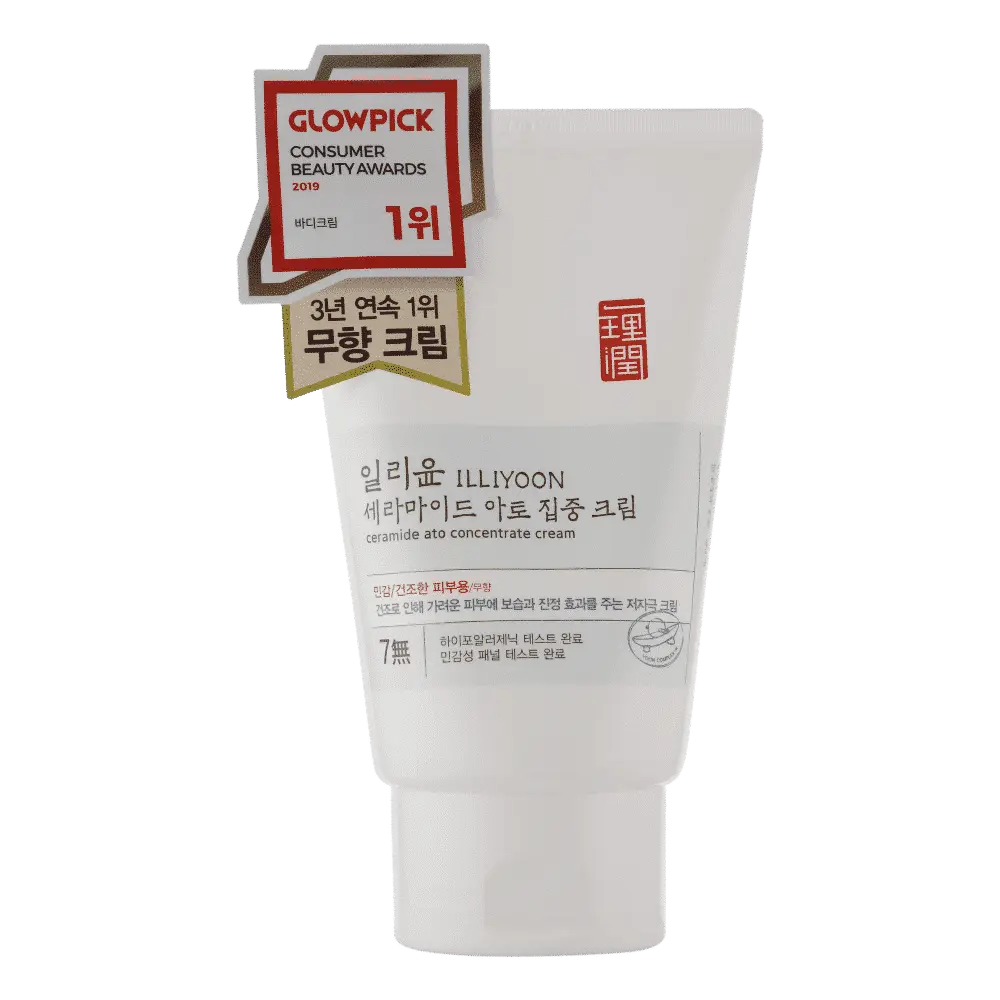 GLOWPICK
CONSUMER
BEAUTY AWARDS
2019
바디크림
1위
3년 연속 1위
무향 크림
一理潤
일리윤 ILLIYOON
세라마이드 아토 집중 크림
ceramide ato concentrate cream
민감/건조한 피부용/무향
건조로 인해 가려운 피부에 보습과 진정 효과를 주는 저자극 크림
7無
하이포알러제닉 테스트 완료
민감성 패널 테스트 완료